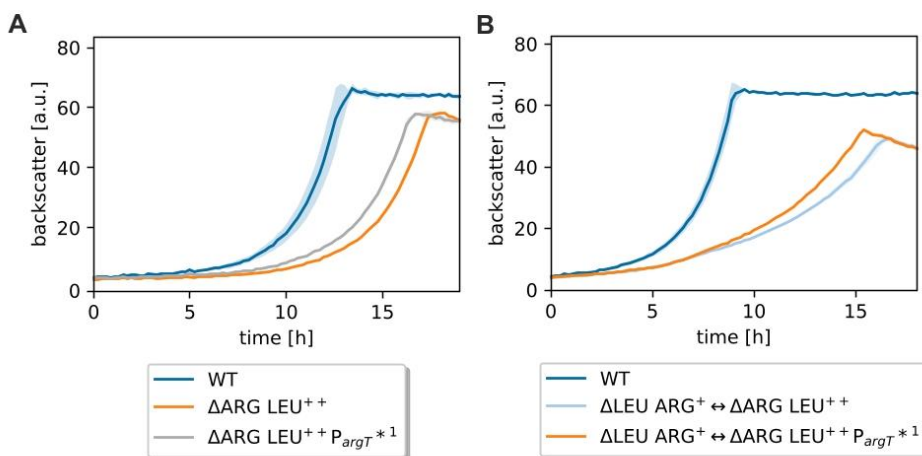 A
B
80
60
40
20
0
backscatter [a.u.]
0
5
10
15
time [h]
80
60
40
20
0
backscatter [a.u.]
0
5
10
15
time [h]
WT
ΔARG LEU⁺⁺
ΔARG LEU⁺⁺P_argT*¹
WT
ΔLEU ARG⁺ ↔ ΔARG LEU⁺⁺
ΔLEU ARG⁺ ↔ ΔARG LEU⁺⁺ P_argT*¹